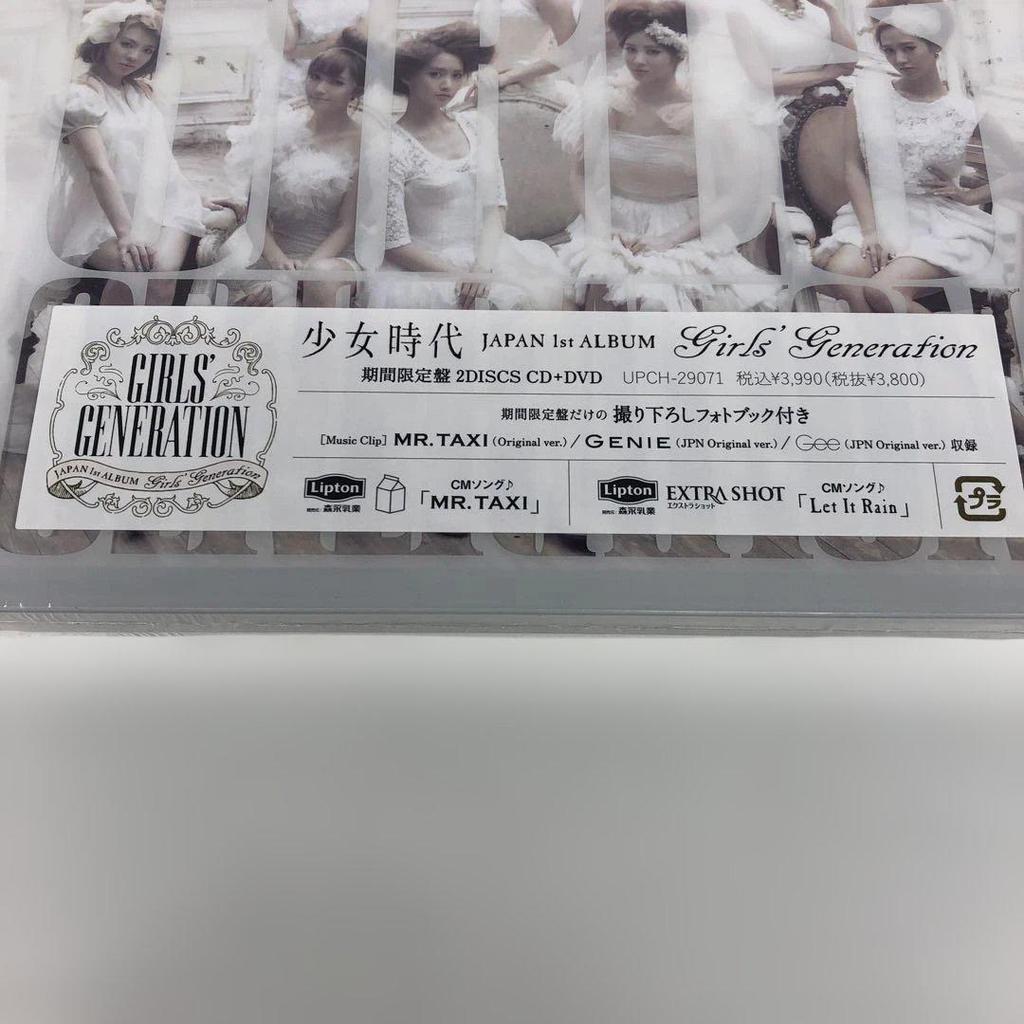 GIRLS'
GENERATION
JAPAN 1st ALBUM Girls' Generation
少女時代 JAPAN 1st ALBUM Girls' Generation
期間限定盤 2DISCS CD+DVD UPCH-29071 税込¥3,990(税抜¥3,800)
期間限定盤だけの 撮り下ろしフォトブック付き
[Music Clip] MR.TAXI (Original ver.) / GENIE (JPN Original ver.) / Gee (JPN Original ver.) 収録
Lipton
森永乳業
CMソング♪
「MR.TAXI」
Lipton EXTRA SHOT
エクストラショット
森永乳業
CMソング♪
「Let It Rain」
プラ